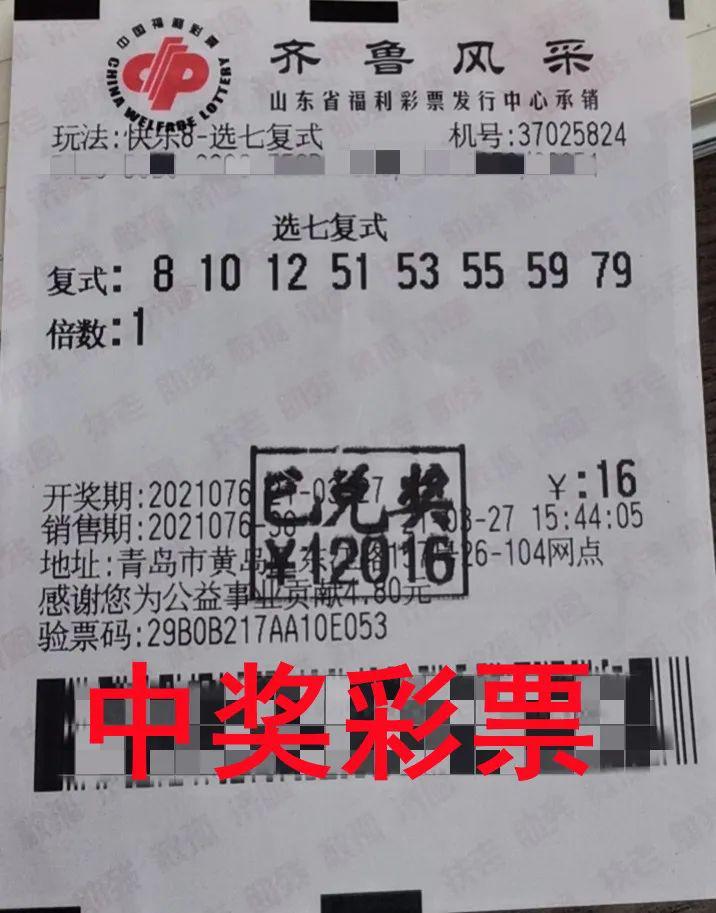 中国福利彩票
CHINA WELFARE LOTTERY
齐鲁风采
山东省福利彩票发行中心承销
玩法:快乐8-选七复式 机号:37025824
选七复式
复式: 8 10 12 51 53 55 59 79
倍数:1
开奖期:2021076 ¥:16
已兑奖
销售期:2021076 -27 15:44:05
¥12016
地址:青岛市黄岛 26-104网点
感谢您为公益事业贡献4.80元
验票码:29B0B217AA10E053
中奖彩票